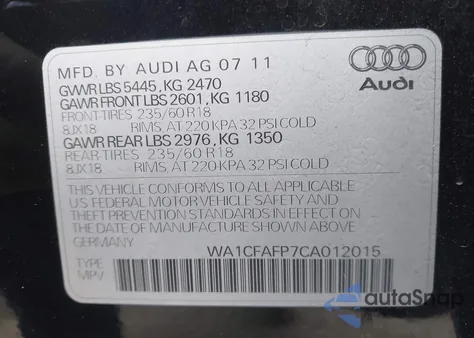 MFD. BY AUDI AG 07 11
GVWR LBS 5445, KG 2470
GAWR FRONT LBS 2601, KG 1180
FRONT-TIRES 235/60 R18
8JX18 RIMS, AT 220 KPA 32 PSI COLD
GAWR REAR LBS 2976, KG 1350
REAR-TIRES 235/60 R18
8JX18 RIMS, AT 220 KPA 32 PSI COLD
Audi
THIS VEHICLE CONFORMS TO ALL APPLICABLE
US FEDERAL MOTOR VEHICLE SAFETY AND
THEFT PREVENTION STANDARDS IN EFFECT ON
THE DATE OF MANUFACTURE SHOWN ABOVE
GERMANY WA1CFAFP7CA012015
TYPE
MPV
autoSnap